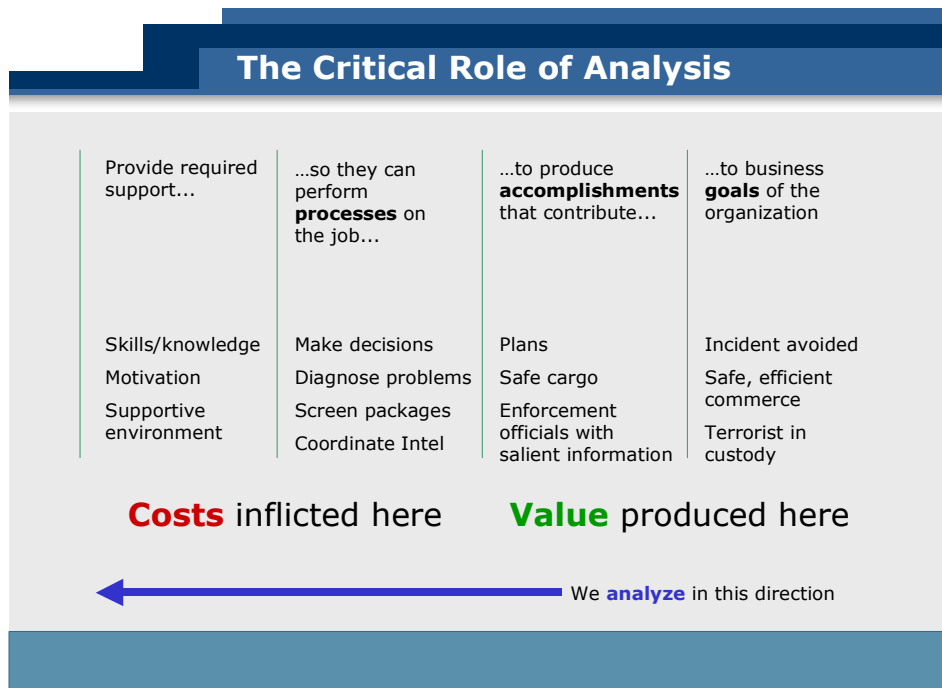 The Critical Role of Analysis
Provide required
support...
...so they can
perform
processes on
the job...
...to produce
accomplishments
that contribute...
...to business
goals of the
organization
Skills/knowledge
Motivation
Supportive
environment
Make decisions
Diagnose problems
Screen packages
Coordinate Intel
Plans
Safe cargo
Enforcement
officials with
salient information
Incident avoided
Safe, efficient
commerce
Terrorist in
custody
Costs inflicted here
Value produced here
We analyze in this direction